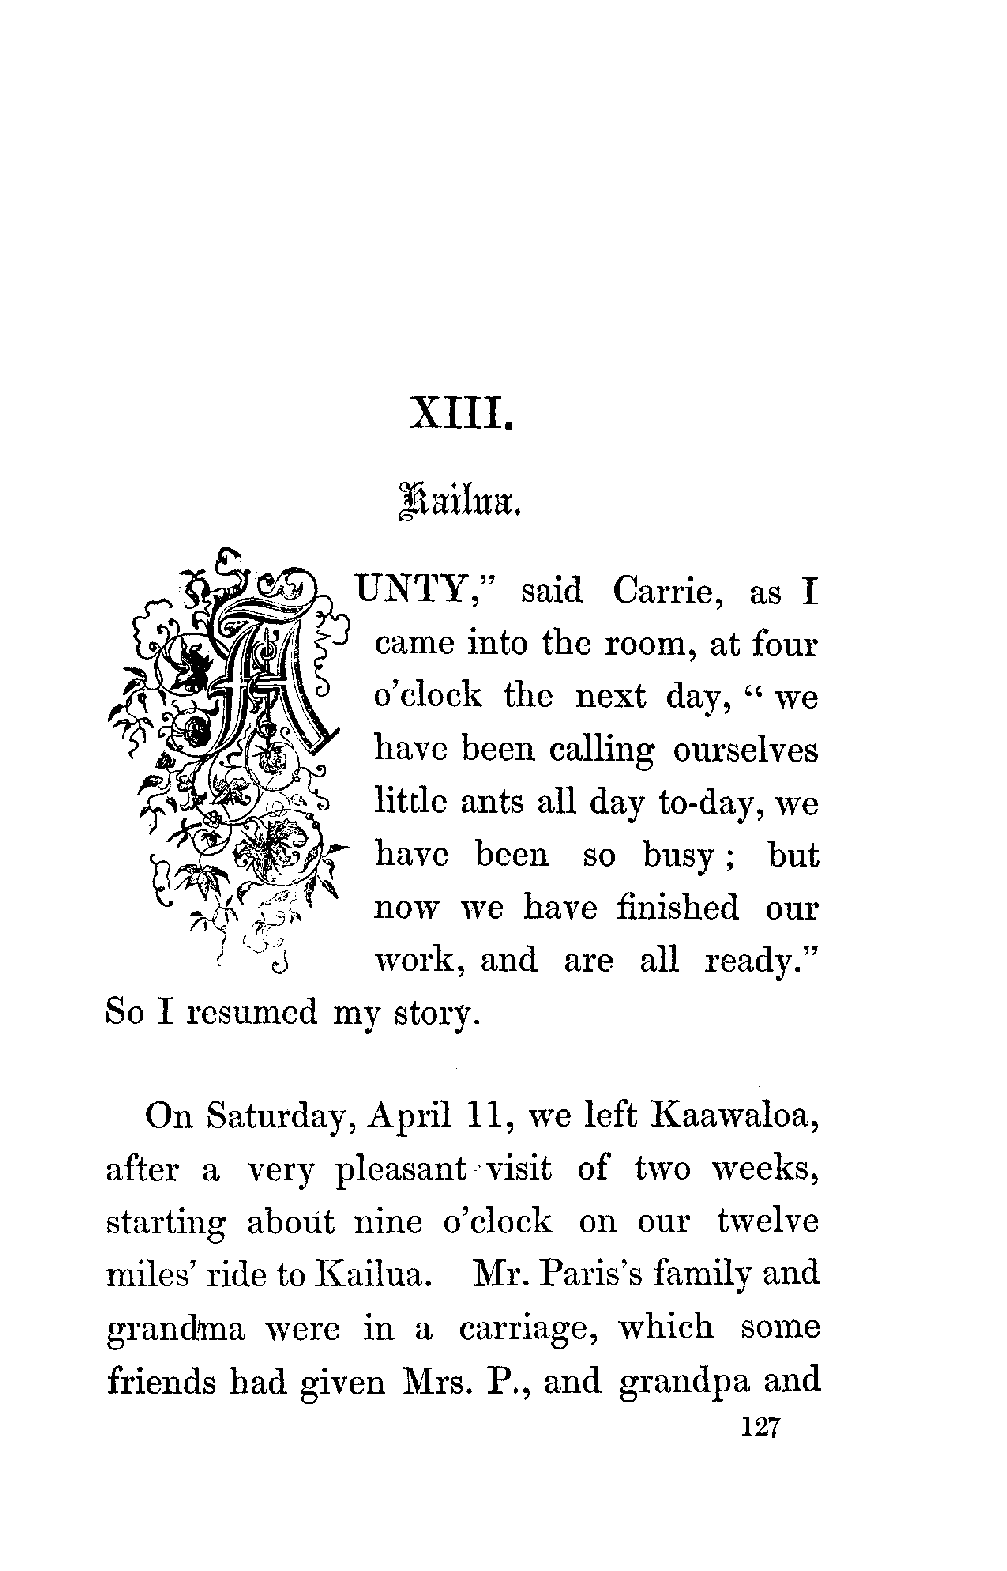 XIII.
Kailua.
AUNTY,” said Carrie, as I
came into the room, at four
o’clock the next day, “ we
have been calling ourselves
little ants all day to-day, we
have been so busy ; but
now we have finished our
work, and are all ready.”
So I resumed my story.
On Saturday, April 11, we left Kaawaloa,
after a very pleasant visit of two weeks,
starting about nine o’clock on our twelve
miles’ ride to Kailua. Mr. Paris’s family and
grandma were in a carriage, which some
friends had given Mrs. P., and grandpa and
127